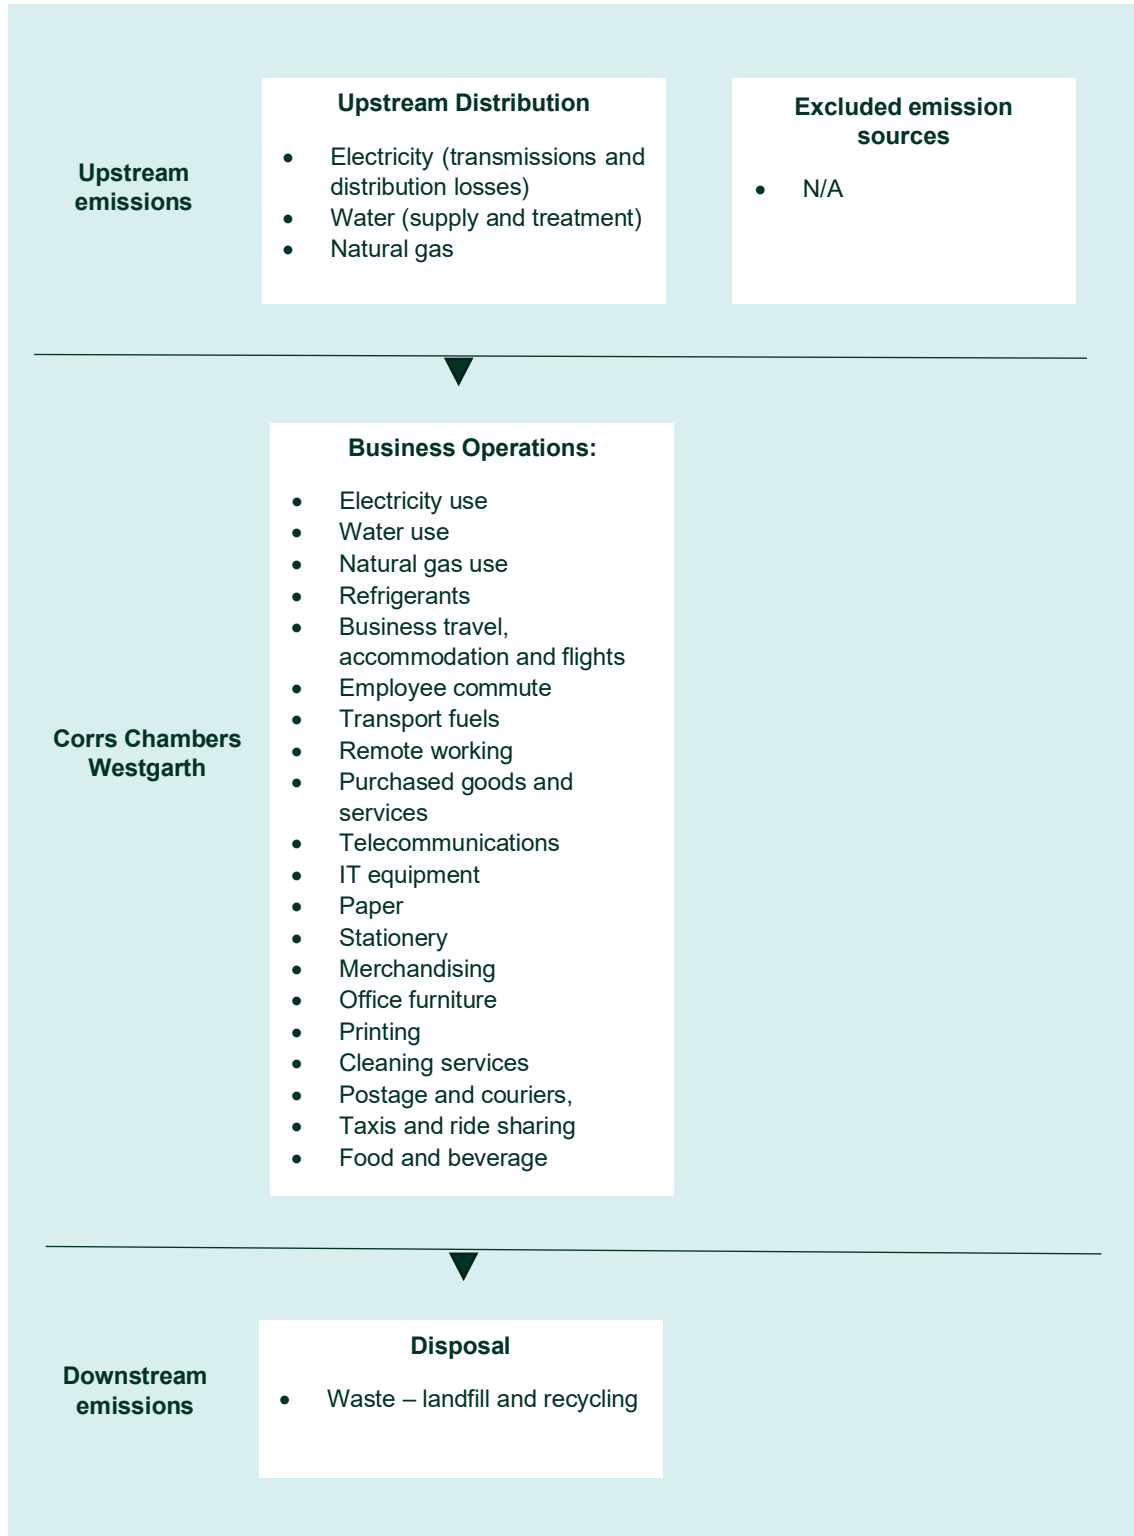 Upstream
emissions
Upstream Distribution
• Electricity (transmissions and
distribution losses)
• Water (supply and treatment)
• Natural gas
Excluded emission
sources
• N/A
Corrs Chambers
Westgarth
Business Operations:
• Electricity use
• Water use
• Natural gas use
• Refrigerants
• Business travel,
accommodation and flights
• Employee commute
• Transport fuels
• Remote working
• Purchased goods and
services
• Telecommunications
• IT equipment
• Paper
• Stationery
• Merchandising
• Office furniture
• Printing
• Cleaning services
• Postage and couriers,
• Taxis and ride sharing
• Food and beverage
Downstream
emissions
Disposal
• Waste – landfill and recycling